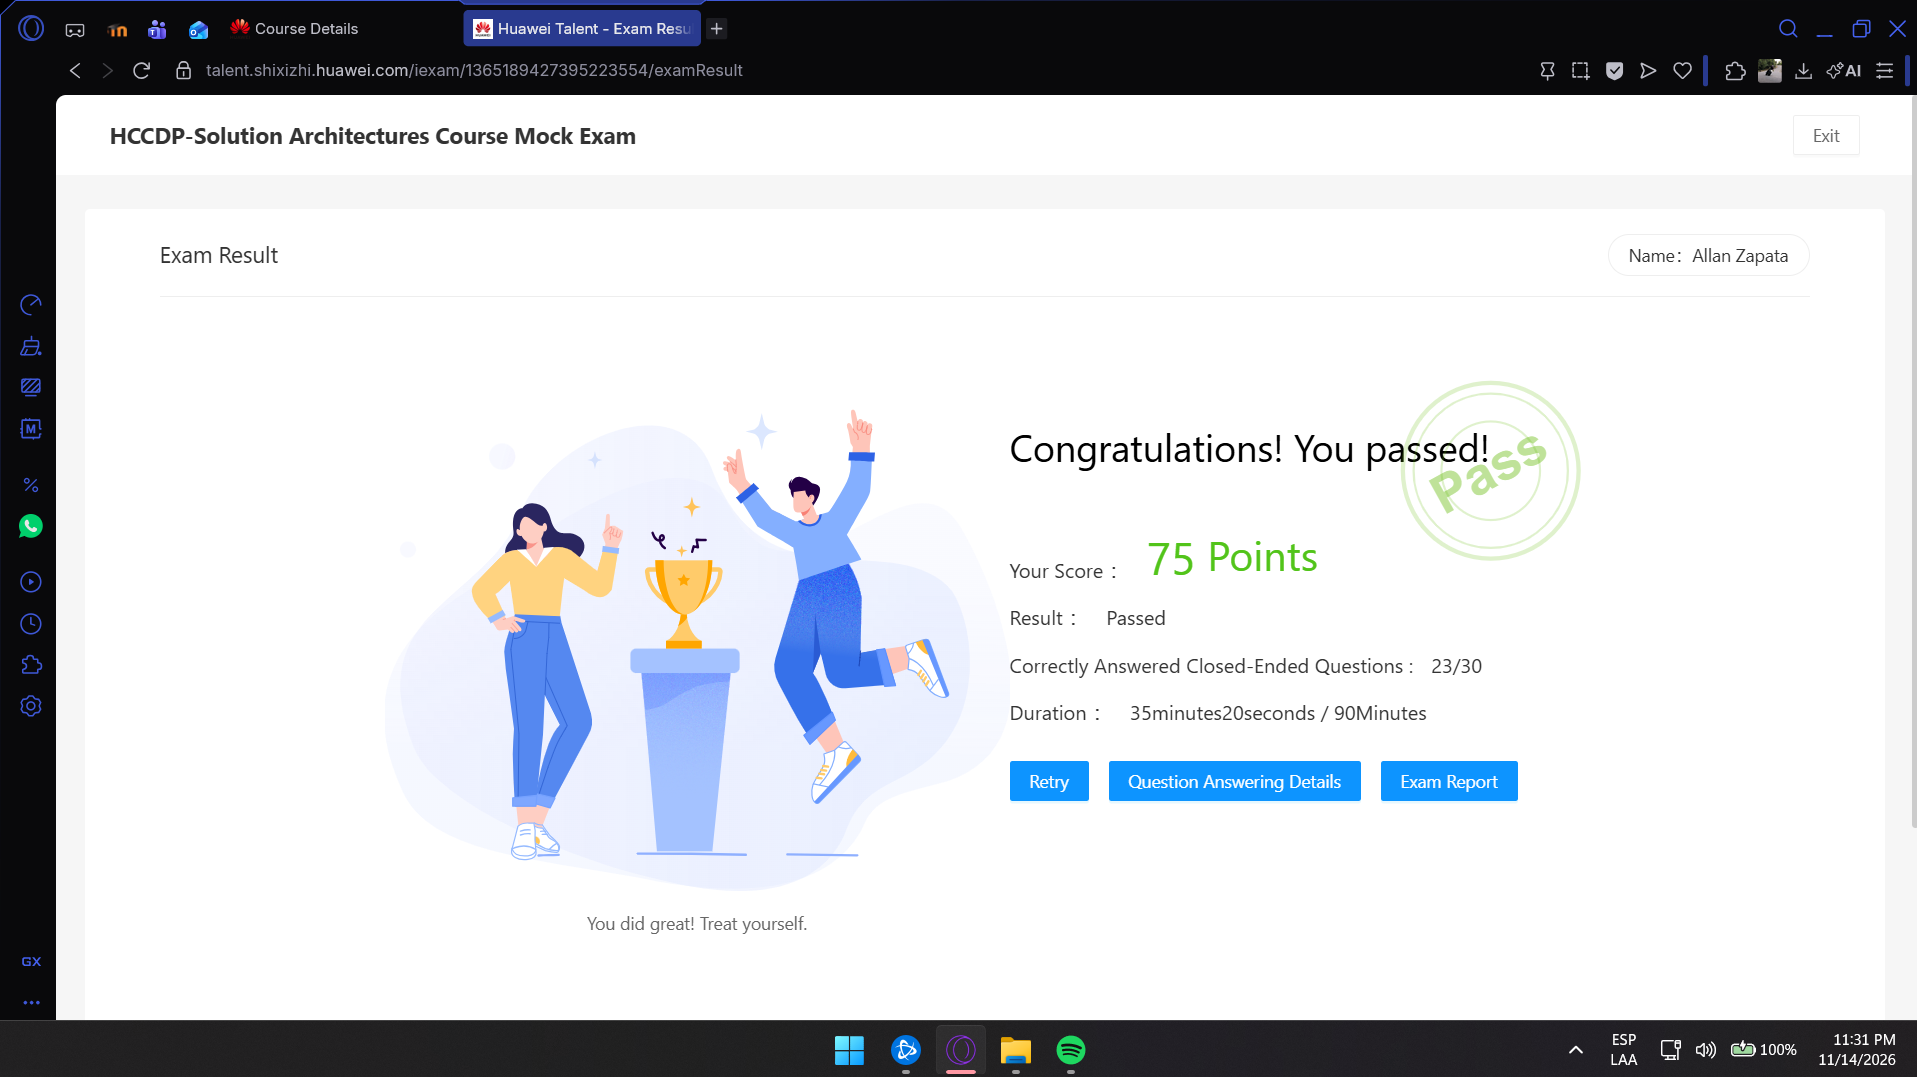 Course Details
Huawei Talent - Exam Resu
talent.shixizhi.huawei.com/iexam/1365189427395223554/examResult
AI
HCCDP-Solution Architectures Course Mock Exam
Exit
Exam Result
Name：Allan Zapata
Congratulations! You passed!
Pass
Your Score： 75 Points
Result： Passed
Correctly Answered Closed-Ended Questions： 23/30
Duration： 35minutes20seconds / 90Minutes
Retry
Question Answering Details
Exam Report
You did great! Treat yourself.
GX
ESP
LAA
100%
11:31 PM
11/14/2026